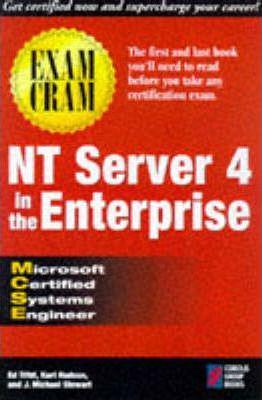 Get certified now and supercharge your career!
EXAM
CRAM
The first and last book
you'll need to read
before you take any
certification exam.
NT Server 4
in
the Enterprise
Microsoft
Certified
Systems
Engineer
Ed Tittel, Kurt Hudson,
and J. Michael Stewart
CORIOLIS
GROUP
BOOKS